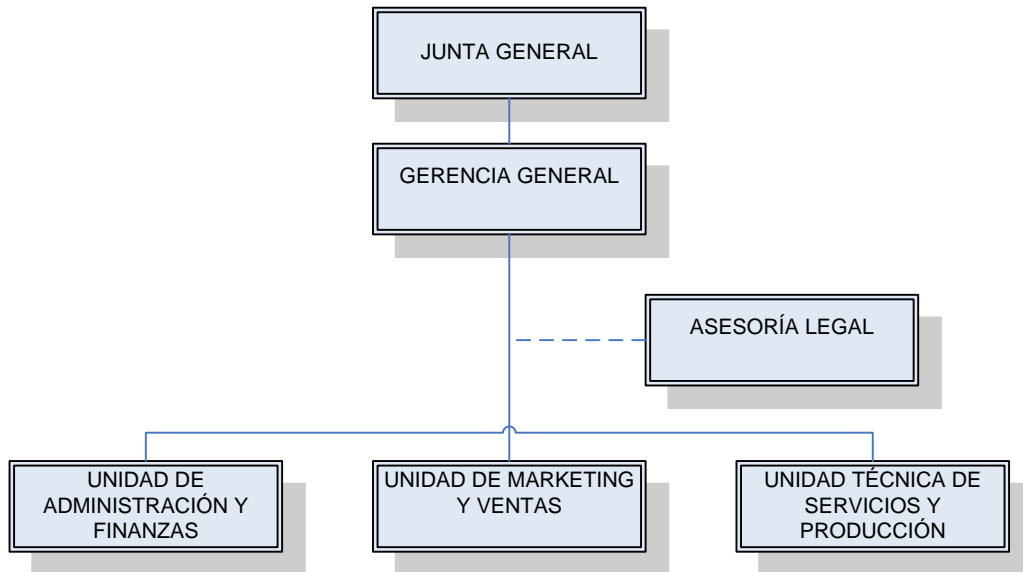 JUNTA GENERAL
GERENCIA GENERAL
ASESORÍA LEGAL
UNIDAD DE
ADMINISTRACIÓN Y
FINANZAS
UNIDAD DE MARKETING
Y VENTAS
UNIDAD TÉCNICA DE
SERVICIOS Y
PRODUCCIÓN